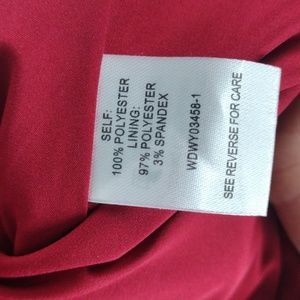 SELF:
100% POLYESTER
LINING:
97% POLYESTER
3% SPANDEX
WDWY03458-1
SEE REVERSE FOR CARE